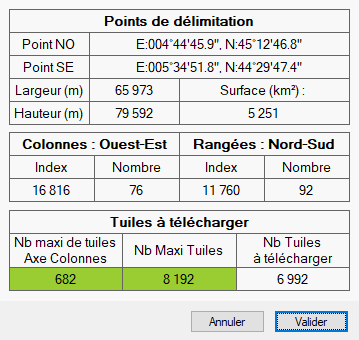 Points de délimitation
Point NO E:004°44'45.9", N:45°12'46.8"
Point SE E:005°34'51.8", N:44°29'47.4"
Largeur (m) 65 973 Surface (km²) :
Hauteur (m) 79 592 5 251
Colonnes : Ouest-Est Rangées : Nord-Sud
Index Nombre Index Nombre
16 816 76 11 760 92
Tuiles à télécharger
Nb maxi de tuiles
Axe Colonnes
Nb Maxi Tuiles
Nb Tuiles
à télécharger
682 8 192 6 992
Annuler Valider